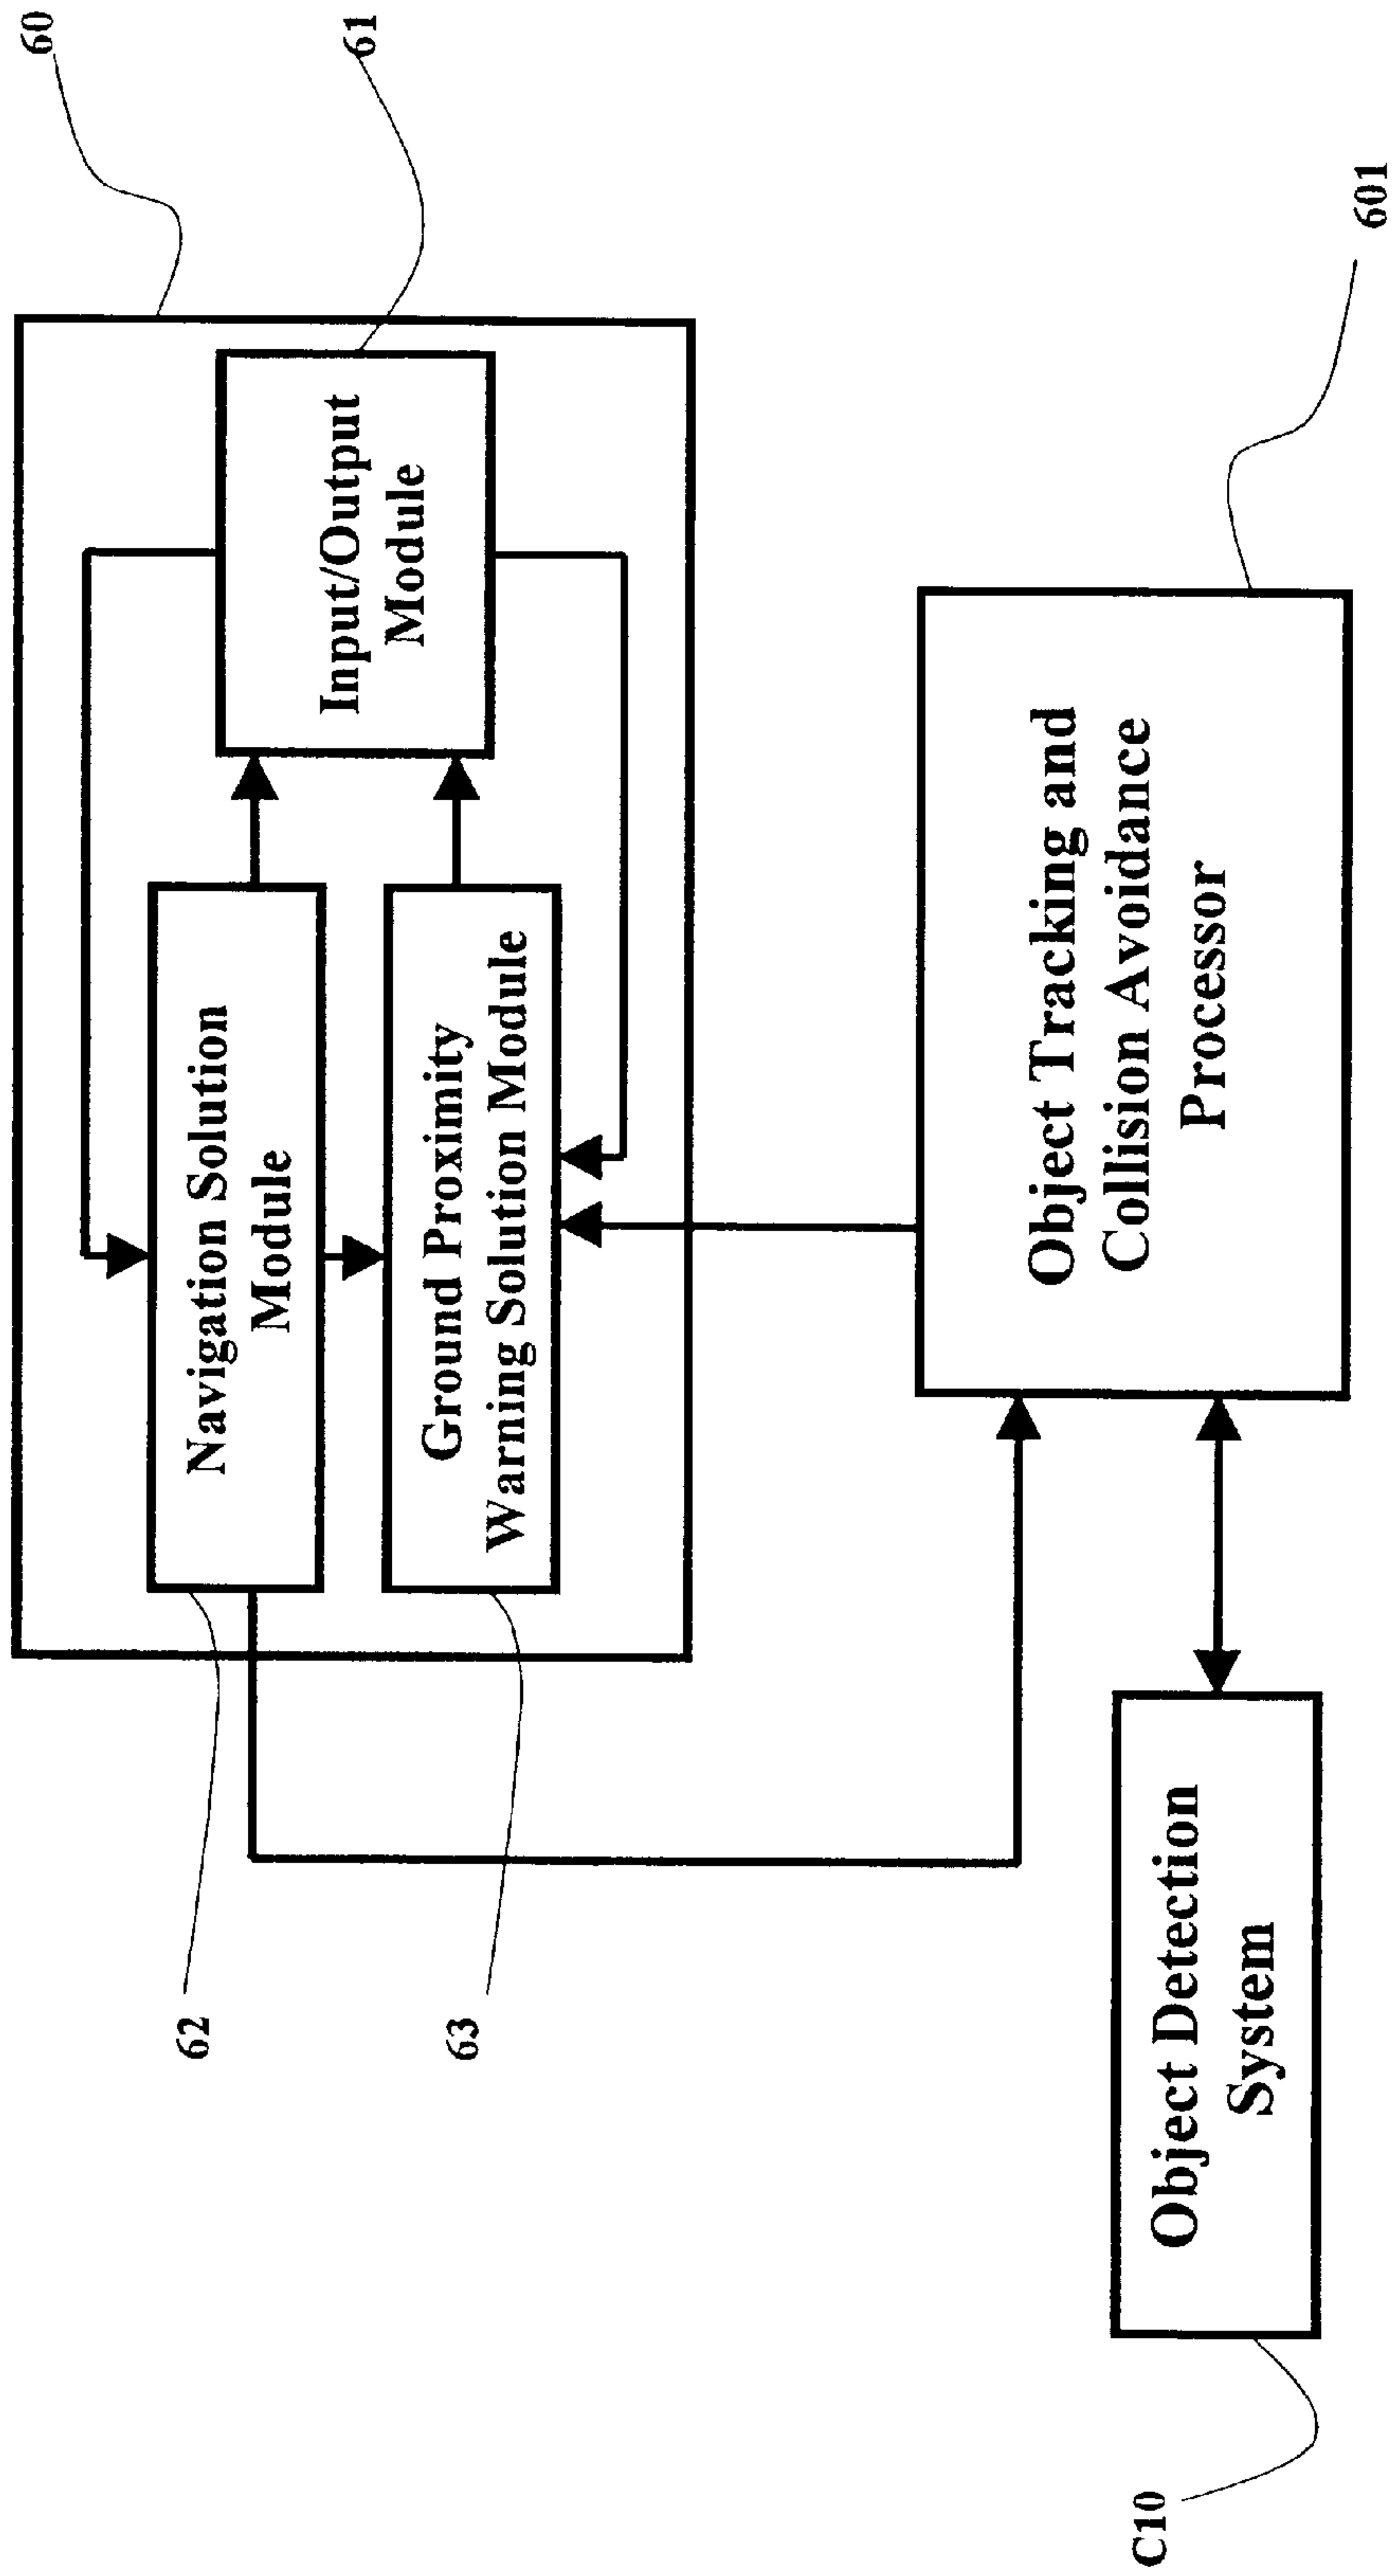 60
61
Input/Output
Module
Navigation Solution
Module
Ground Proximity
Warning Solution Module
62
63
601
Object Tracking and
Collision Avoidance
Processor
Object Detection
System
C10